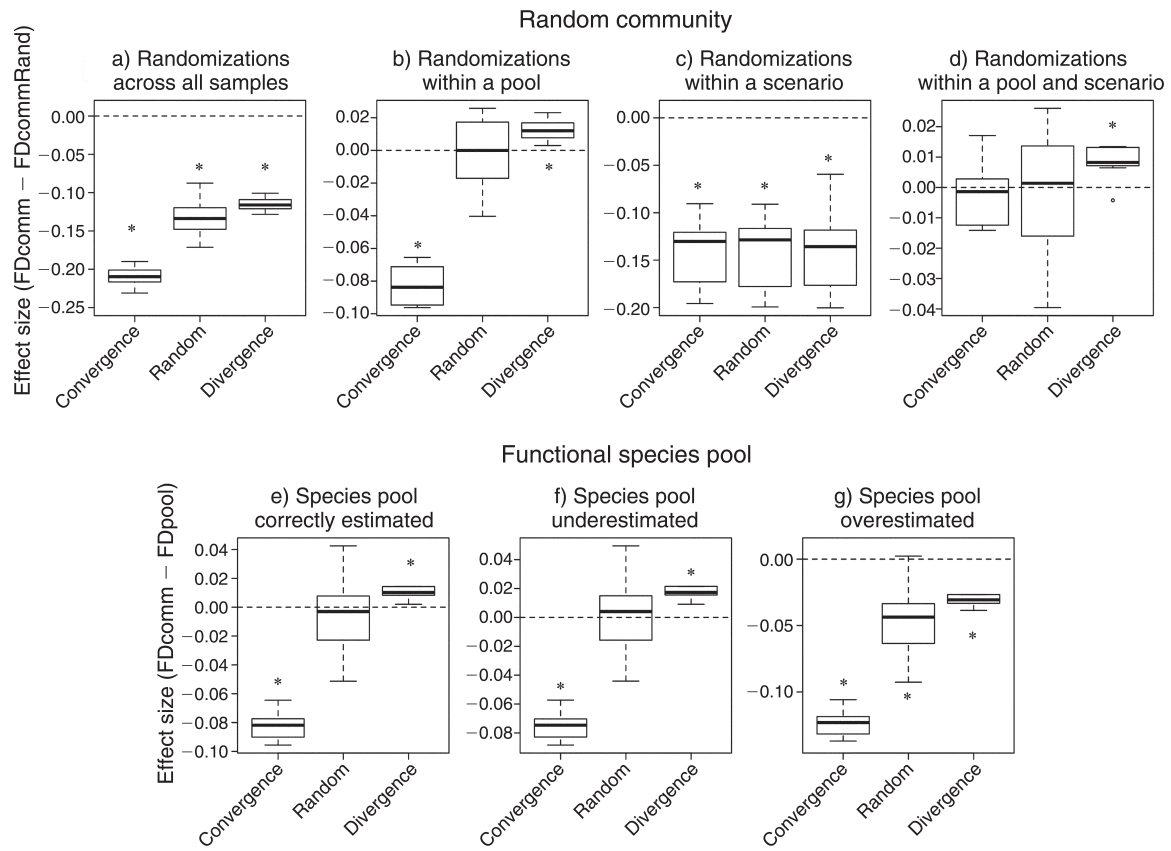 Random community
a) Randomizations
across all samples
b) Randomizations
within a pool
c) Randomizations
within a scenario
d) Randomizations
within a pool and scenario
Effect size (FDcomm − FDcommRand)
0.00
−0.05
−0.10
−0.15
−0.20
−0.25
*
*
*
Convergence
Random
Divergence
0.02
0.00
−0.02
−0.04
−0.06
−0.08
−0.10
*
*
Convergence
Random
Divergence
0.00
−0.05
−0.10
−0.15
−0.20
*
*
*
Convergence
Random
Divergence
0.02
0.01
0.00
−0.01
−0.02
−0.03
−0.04
*
Convergence
Random
Divergence
Functional species pool
e) Species pool
correctly estimated
f) Species pool
underestimated
g) Species pool
overestimated
Effect size (FDcomm − FDpool)
0.04
0.02
0.00
−0.02
−0.04
−0.06
−0.08
−0.10
*
*
Convergence
Random
Divergence
0.04
0.02
0.00
−0.02
−0.04
−0.06
−0.08
*
*
Convergence
Random
Divergence
0.00
−0.05
−0.10
*
*
*
Convergence
Random
Divergence